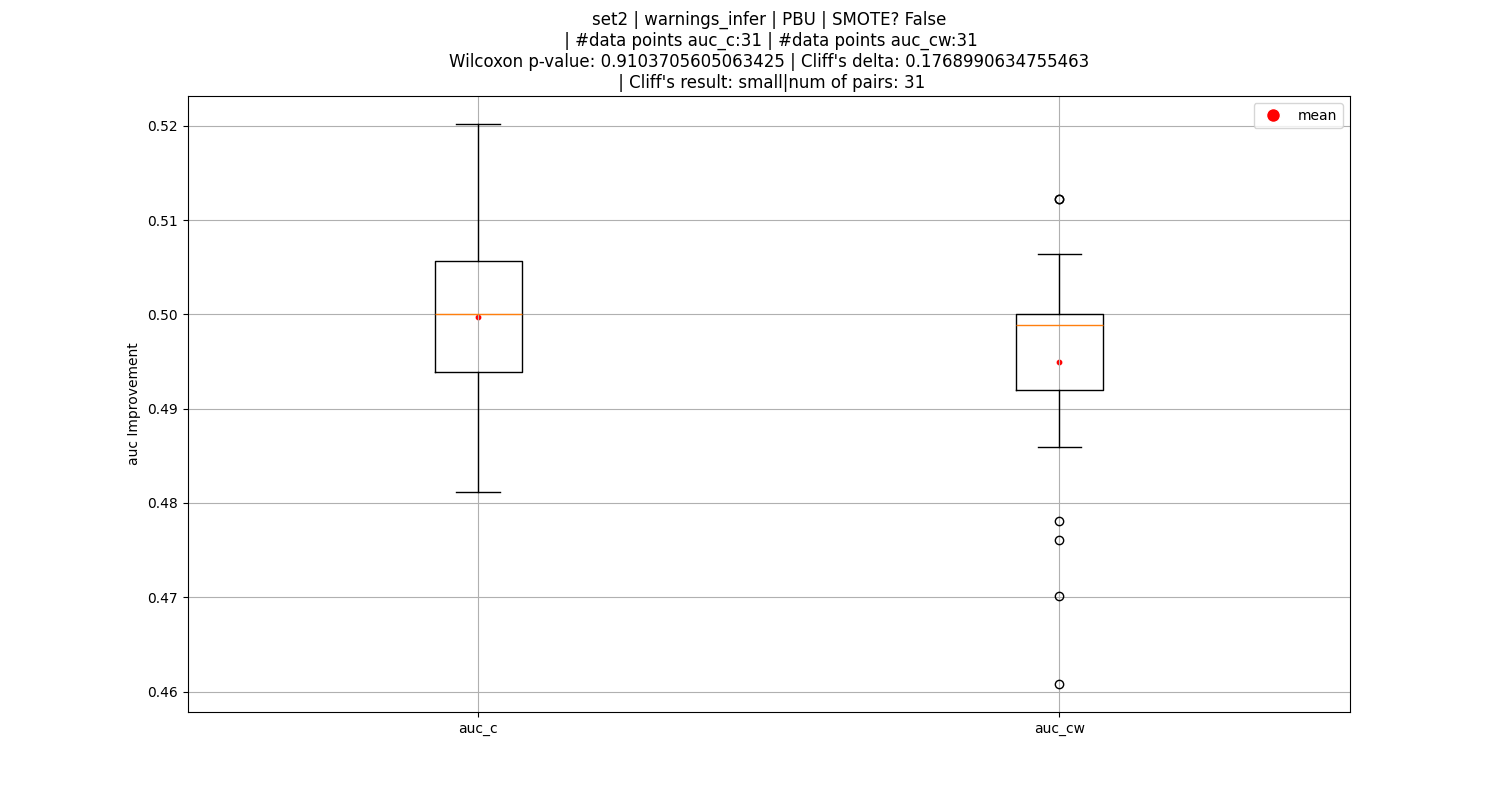 set2 | warnings_infer | PBU | SMOTE? False
| #data points auc_c:31 | #data points auc_cw:31
Wilcoxon p-value: 0.9103705605063425 | Cliff's delta: 0.1768990634755463
| Cliff's result: small|num of pairs: 31
mean
0.52
0.51
0.50
0.49
0.48
0.47
0.46
auc Improvement
auc_c
auc_cw